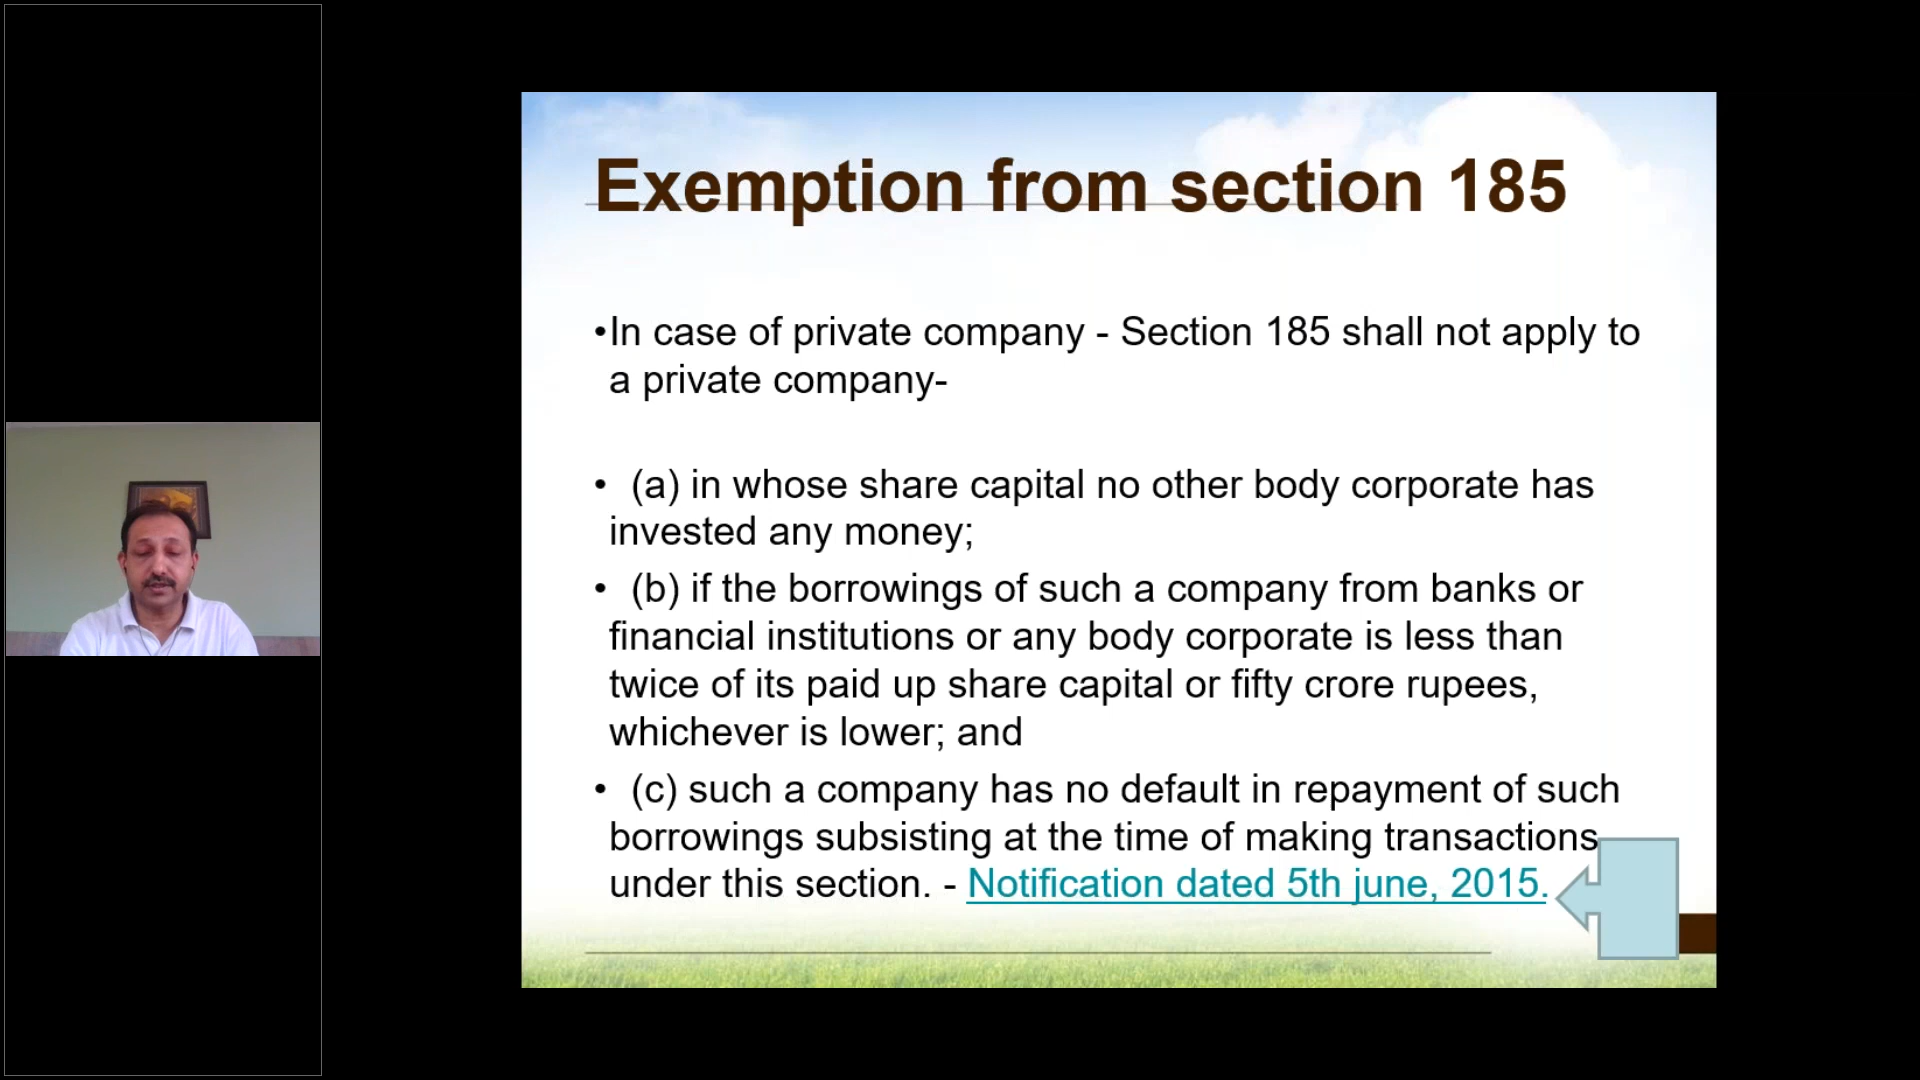 Exemption from section 185
•In case of private company - Section 185 shall not apply to
a private company-
• (a) in whose share capital no other body corporate has
invested any money;
• (b) if the borrowings of such a company from banks or
financial institutions or any body corporate is less than
twice of its paid up share capital or fifty crore rupees,
whichever is lower; and
• (c) such a company has no default in repayment of such
borrowings subsisting at the time of making transactions
under this section. - Notification dated 5th june, 2015.